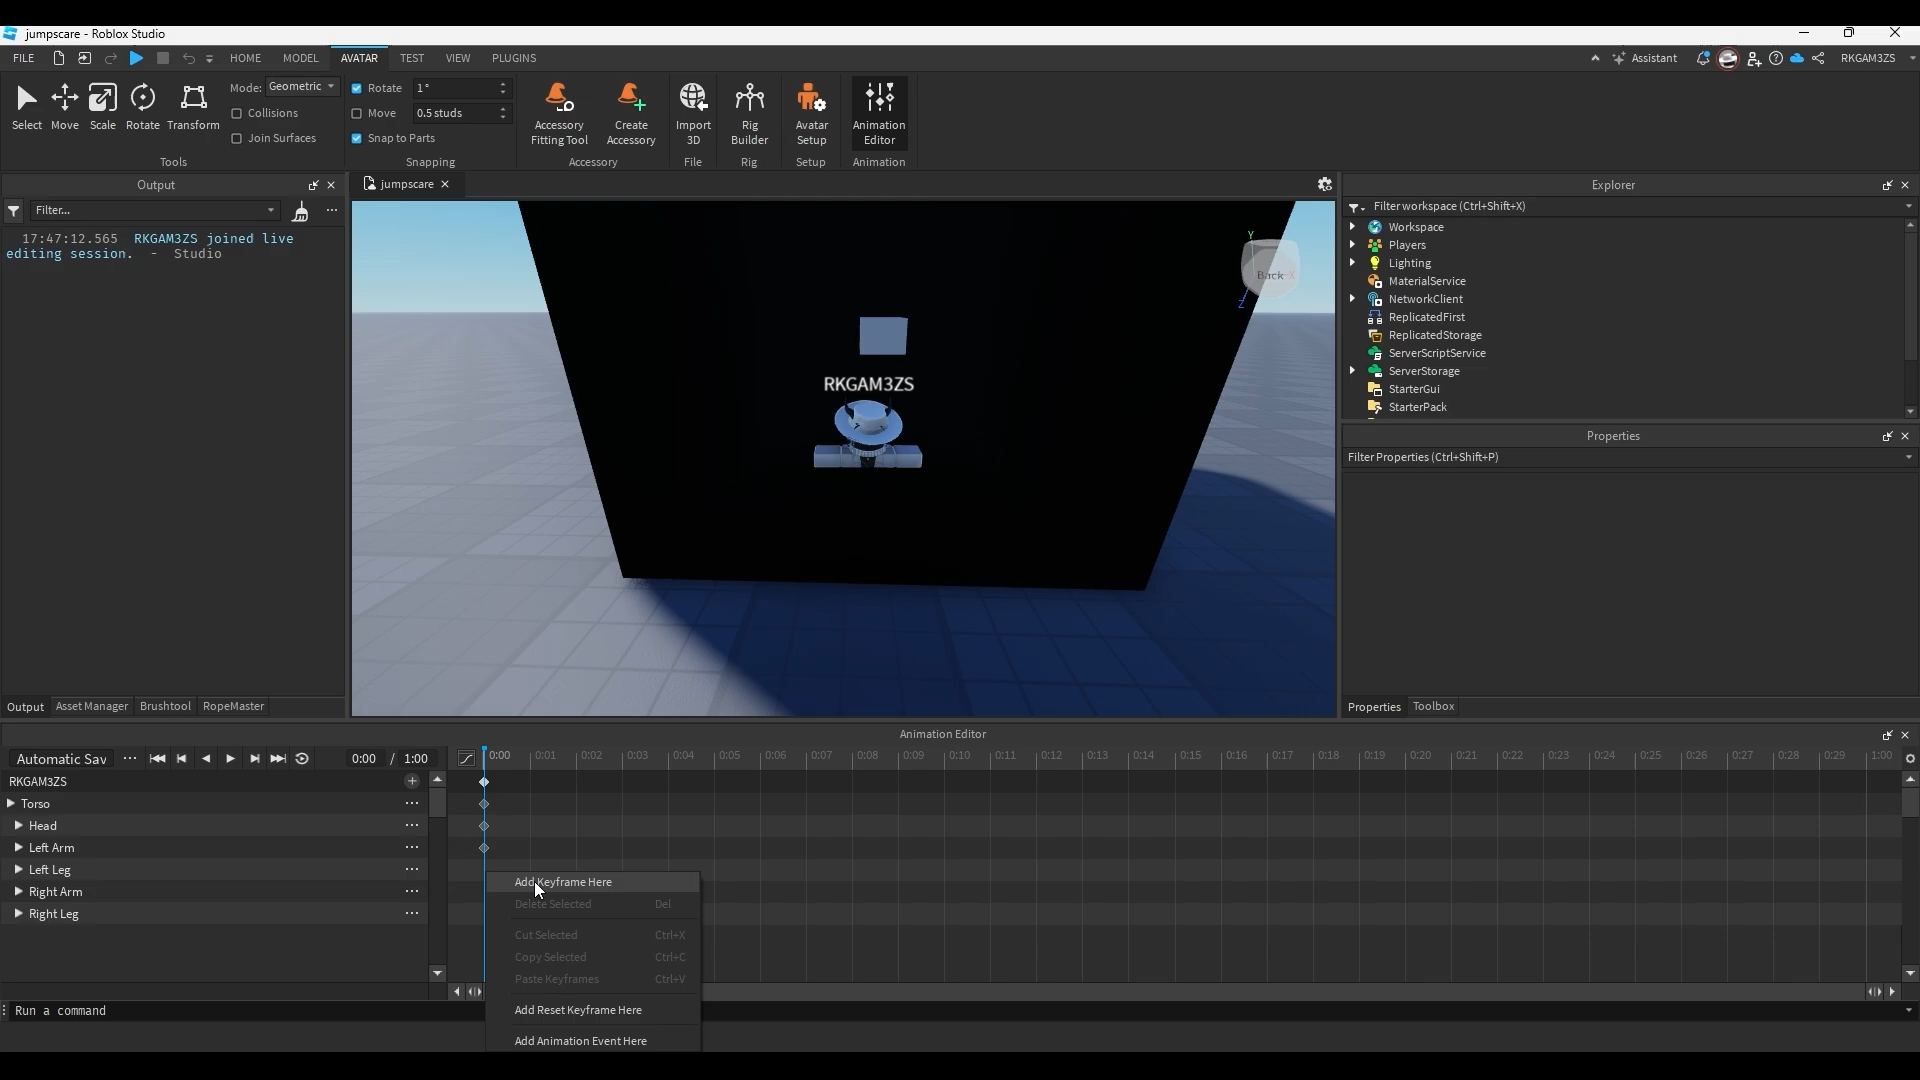 jumpscare - Roblox Studio
FILE HOME MODEL AVATAR TEST VIEW PLUGINS Assistant RKGAM3ZS
Select Move Scale Rotate Transform
Mode: Geometric
Collisions
Join Surfaces
Tools
Rotate 1°
Move 0.5 studs
Snap to Parts
Snapping
Accessory Fitting Tool
Create Accessory
Accessory
Import 3D
File
Rig Builder
Rig
Avatar Setup
Setup
Animation Editor
Animation
Output
Filter...
17:47:12.565 RKGAM3ZS joined live
editing session. - Studio
Output Asset Manager Brushtool RopeMaster
jumpscare
Y
Back X
Z
RKGAM3ZS
Explorer
Filter workspace (Ctrl+Shift+X)
Workspace
Players
Lighting
MaterialService
NetworkClient
ReplicatedFirst
ReplicatedStorage
ServerScriptService
ServerStorage
StarterGui
StarterPack
Properties
Filter Properties (Ctrl+Shift+P)
Properties Toolbox
Animation Editor
Automatic Sav 0:00 / 1:00
0:00 0:01 0:02 0:03 0:04 0:05 0:06 0:07 0:08 0:09 0:10 0:11 0:12 0:13 0:14 0:15 0:16 0:17 0:18 0:19 0:20 0:21 0:22 0:23 0:24 0:25 0:26 0:27 0:28 0:29 1:00
RKGAM3ZS
Torso
Head
Left Arm
Left Leg
Right Arm
Right Leg
Add Keyframe Here
Delete Selected Del
Cut Selected Ctrl+X
Copy Selected Ctrl+C
Paste Keyframes Ctrl+V
Add Reset Keyframe Here
Add Animation Event Here
Run a command